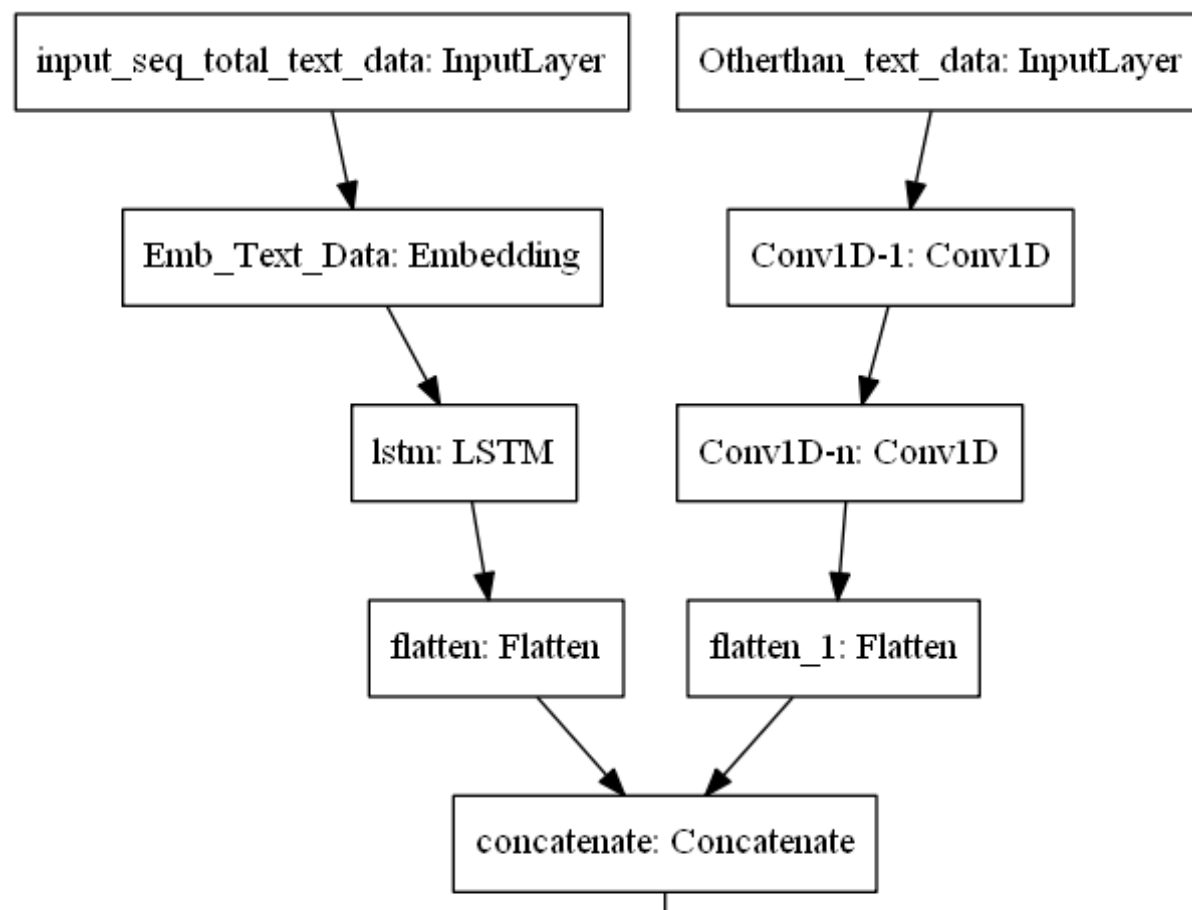 input_seq_total_text_data: InputLayer
Otherthan_text_data: InputLayer
Emb_Text_Data: Embedding
Conv1D-1: Conv1D
lstm: LSTM
Conv1D-n: Conv1D
flatten: Flatten
flatten_1: Flatten
concatenate: Concatenate